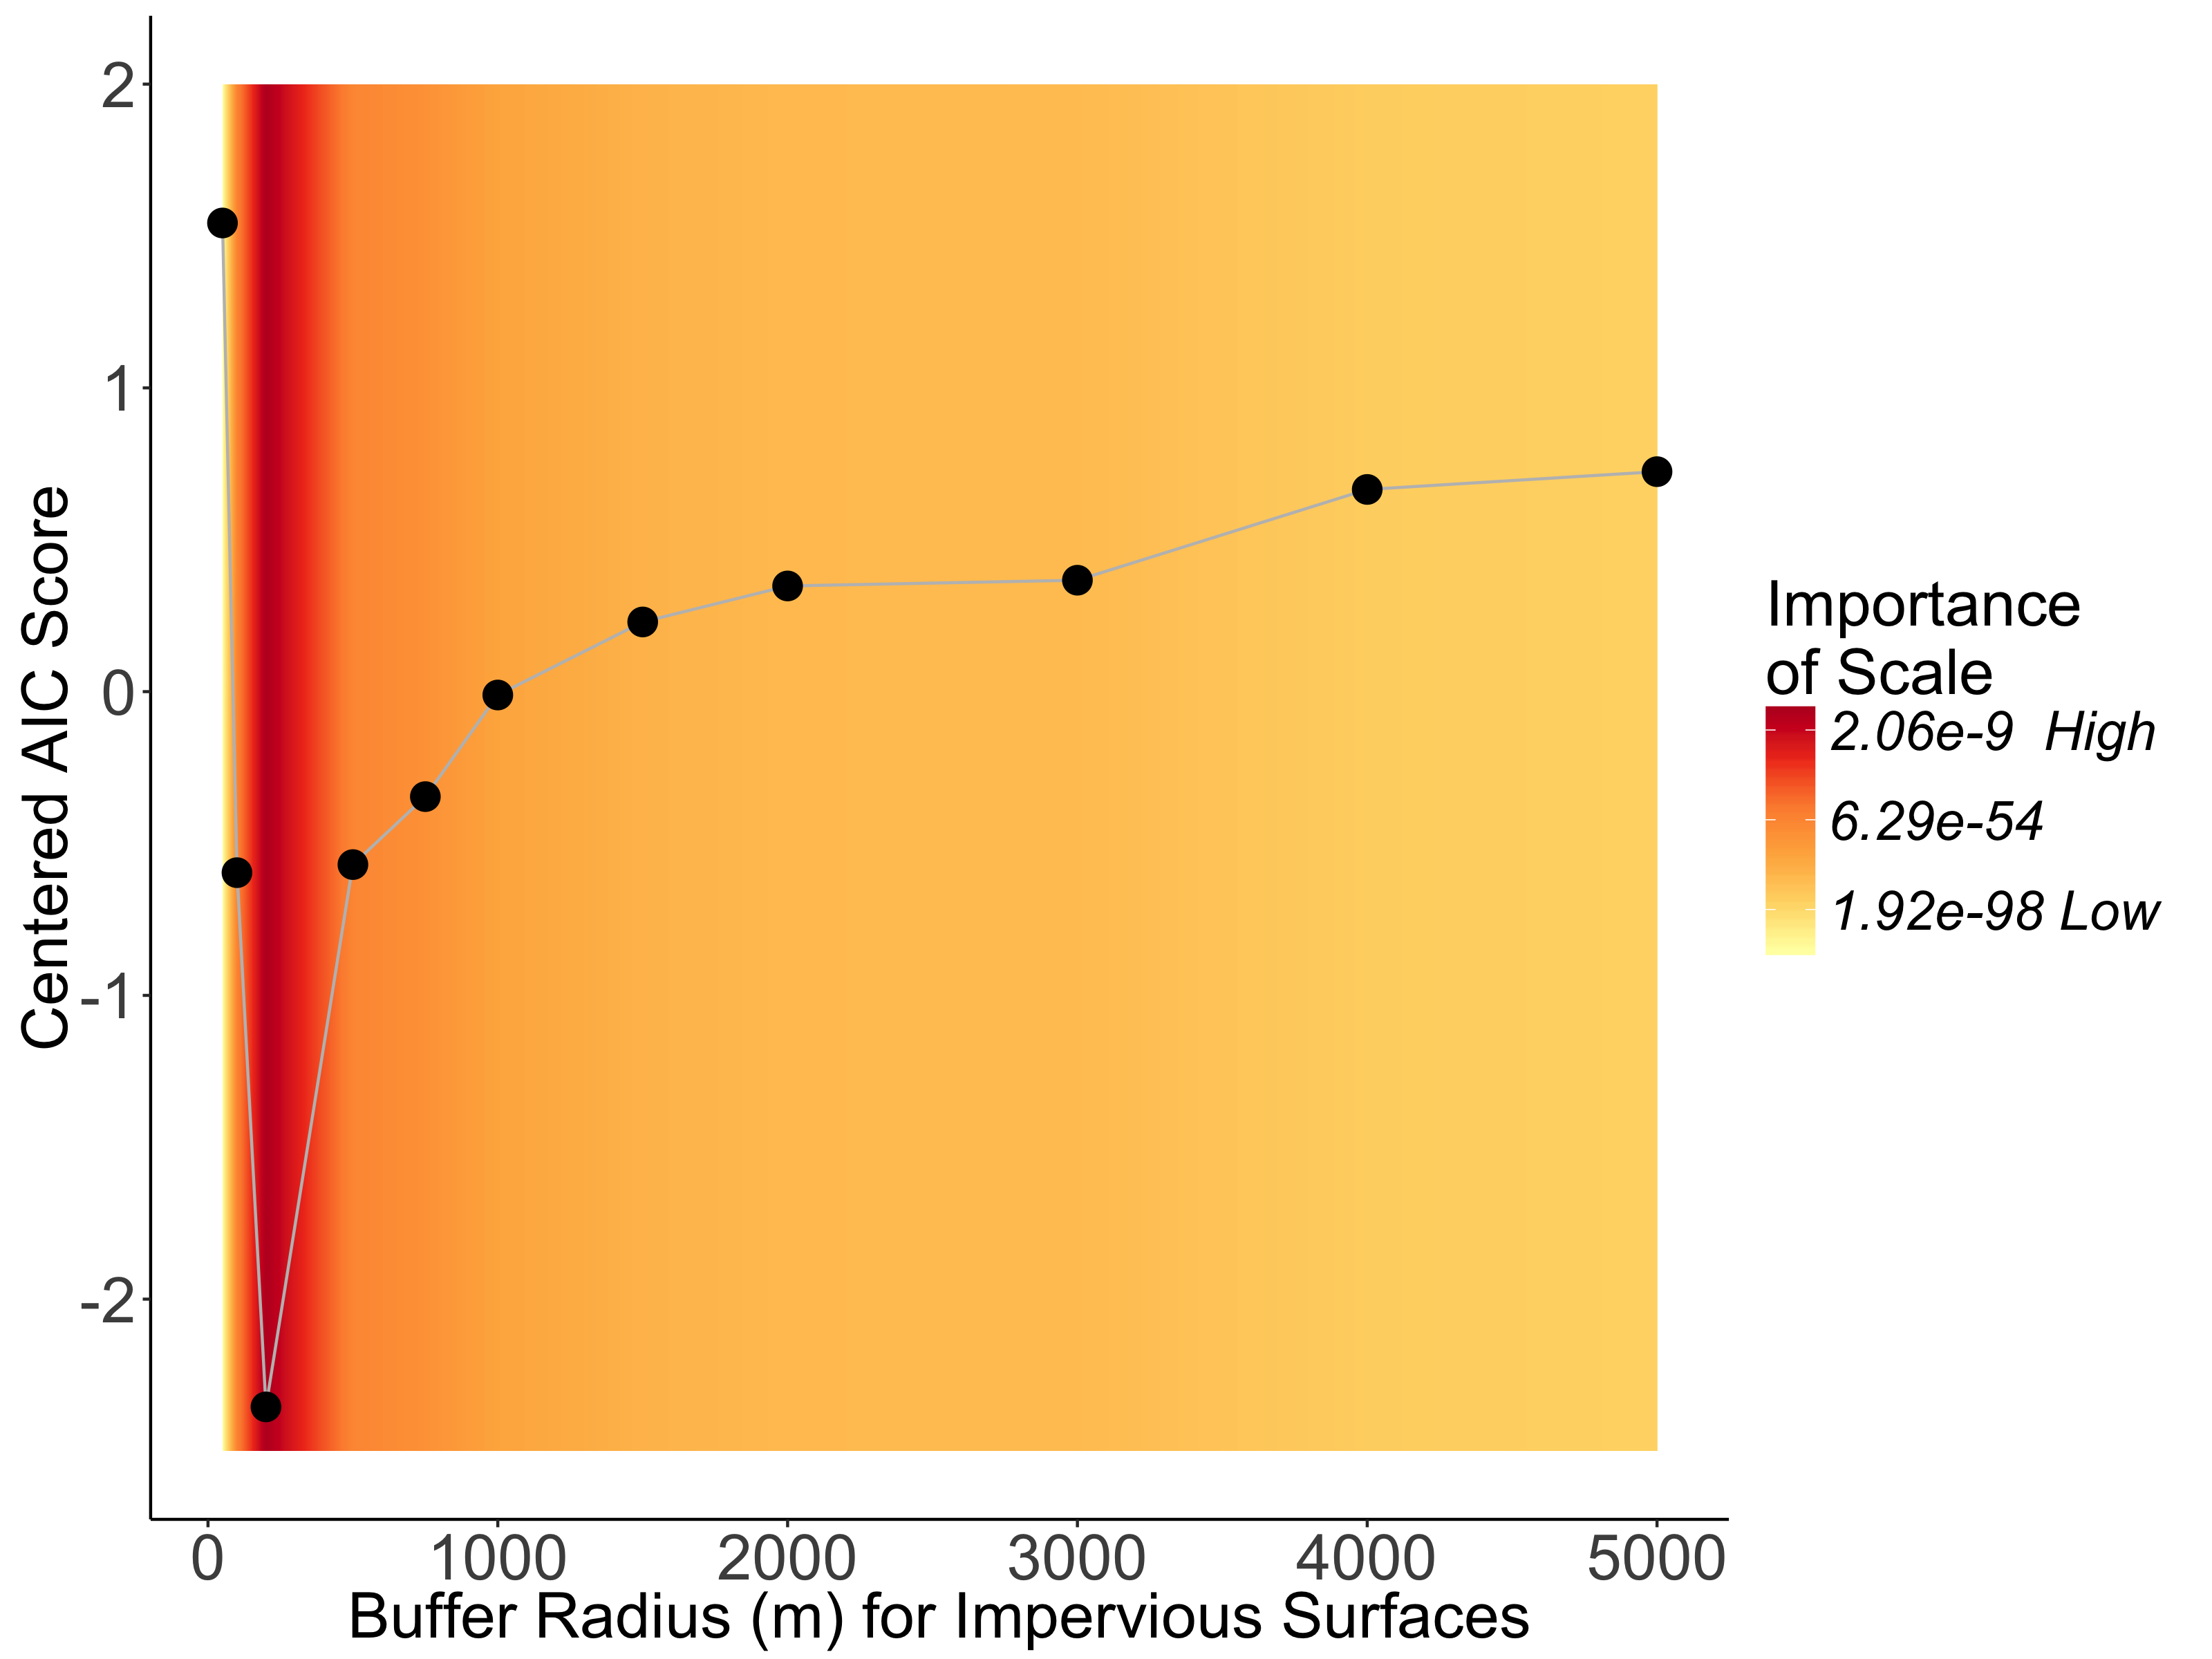 2
1
0
-1
-2
Centered AIC Score
0 1000 2000 3000 4000 5000
Buffer Radius (m) for Impervious Surfaces
Importance
of Scale
2.06e-9 High
6.29e-54
1.92e-98 Low